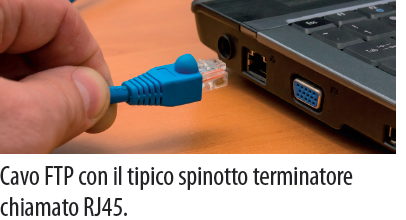 Cavo FTP con il tipico spinotto terminatore
chiamato RJ45.